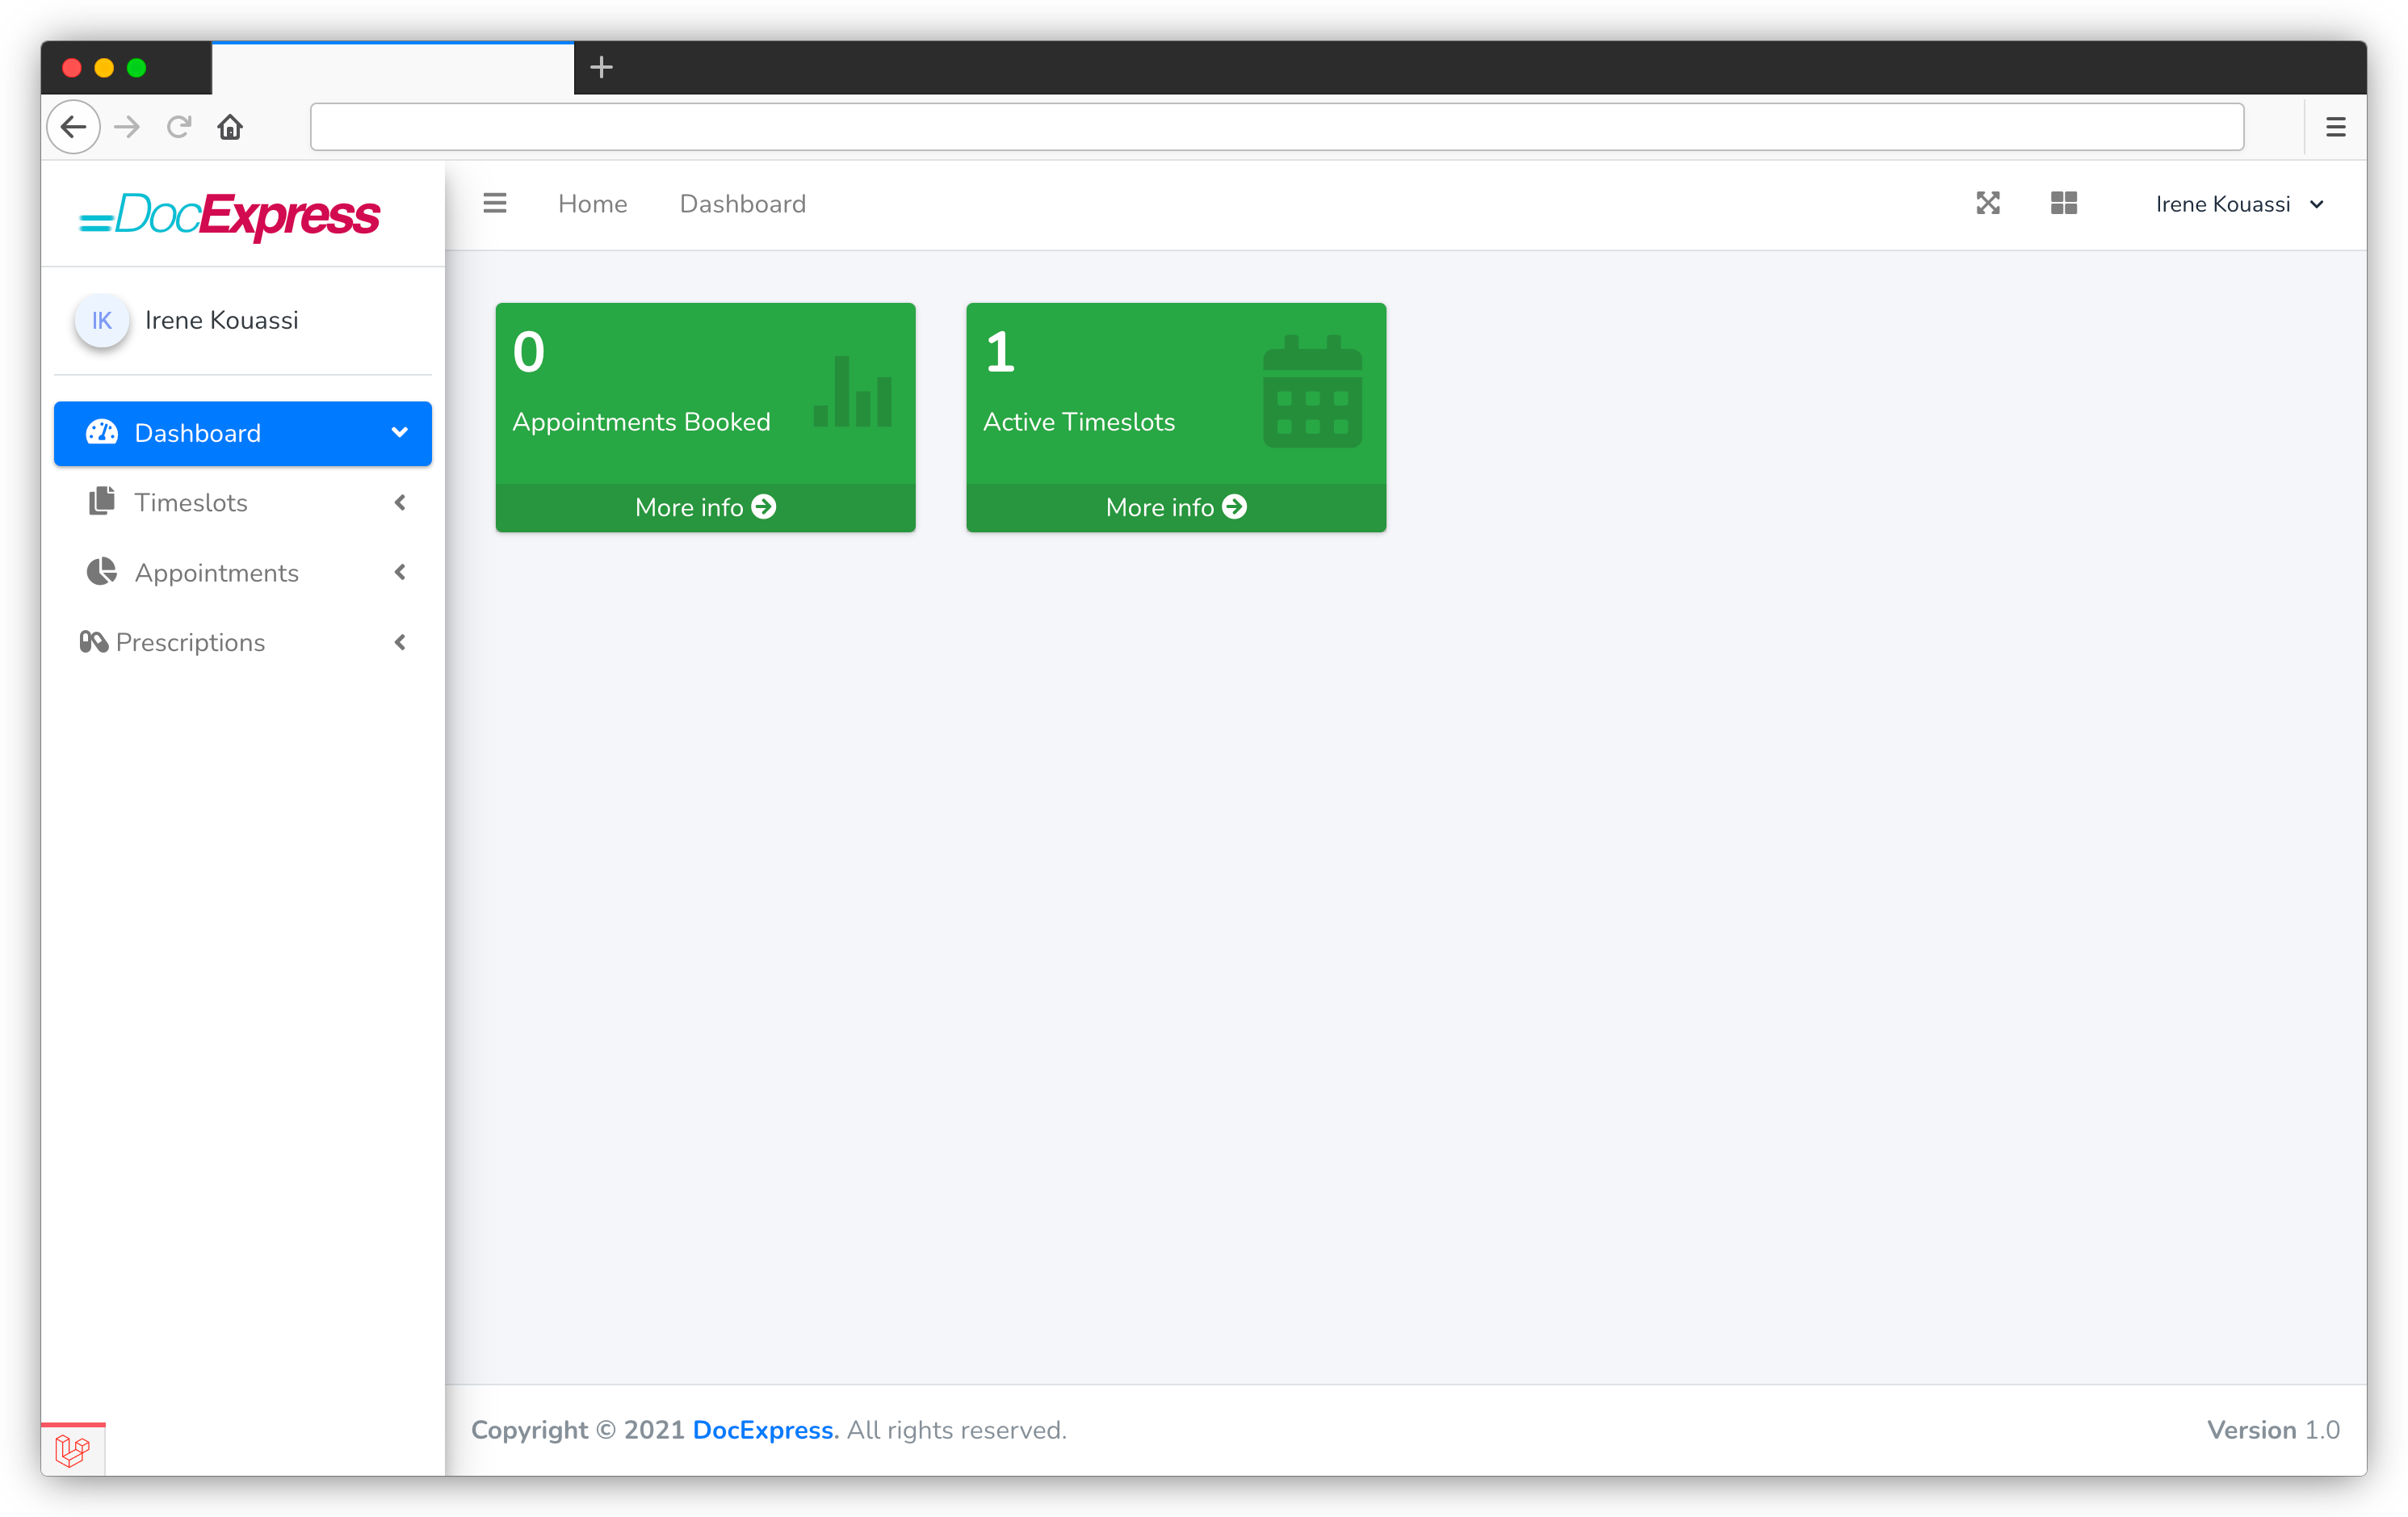 DocExpress
Home Dashboard Irene Kouassi
IK Irene Kouassi
Dashboard
Timeslots
Appointments
Prescriptions
0
Appointments Booked
More info
1
Active Timeslots
More info
Copyright © 2021 DocExpress. All rights reserved.
Version 1.0